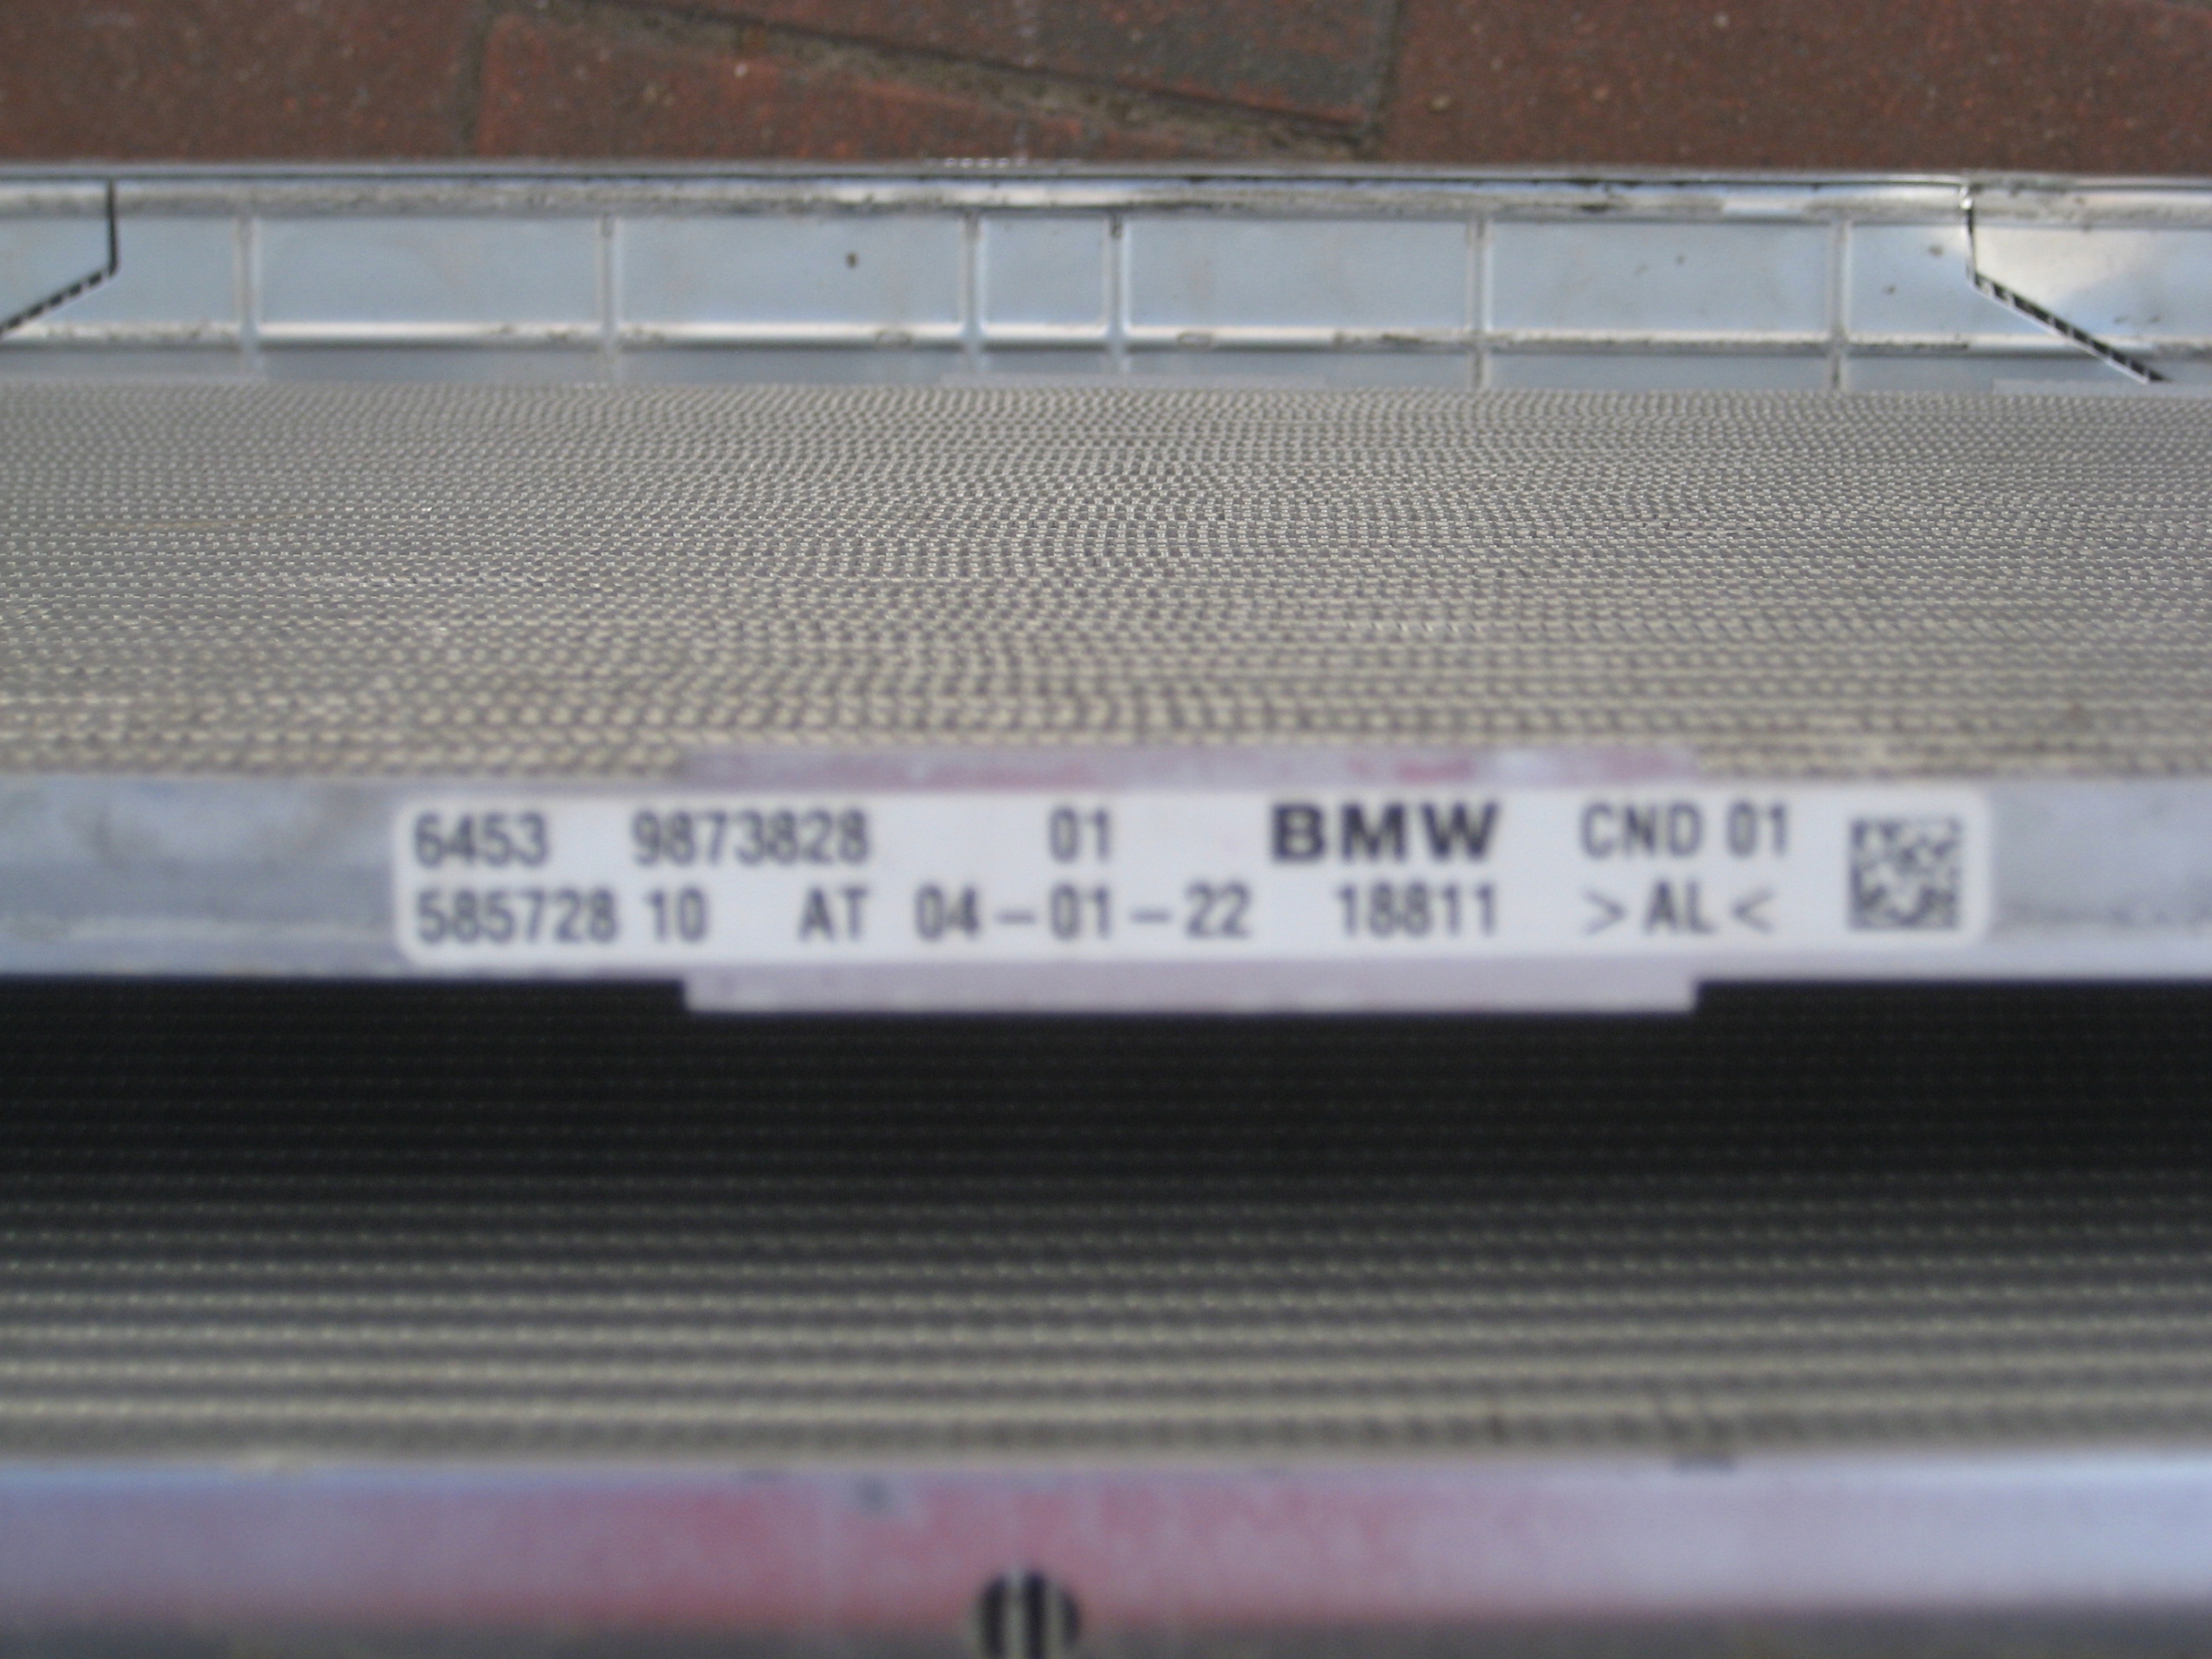 6453 9873828 01 BMW CND 01
585728 10 AT 04-01-22 18811 >AL<